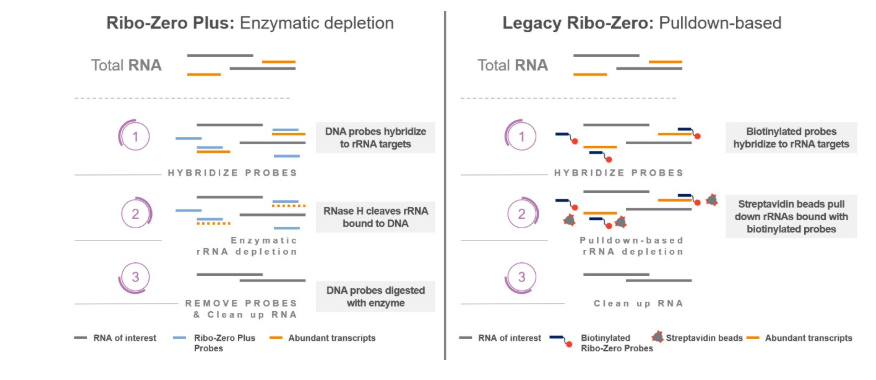 Ribo-Zero Plus: Enzymatic depletion
Total RNA
1
DNA probes hybridize
to rRNA targets
HYBRIDIZE PROBES
2
RNase H cleaves rRNA
bound to DNA
Enzymatic
rRNA depletion
3
DNA probes digested
with enzyme
REMOVE PROBES
& Clean up RNA
RNA of interest
Ribo-Zero Plus
Probes
Abundant transcripts
Legacy Ribo-Zero: Pulldown-based
Total RNA
1
Biotinylated probes
hybridize to rRNA targets
HYBRIDIZE PROBES
2
Streptavidin beads pull
down rRNAs bound with
biotinylated probes
Pulldown-based
rRNA depletion
3
Clean up RNA
RNA of interest
Biotinylated
Ribo-Zero Probes
Streptavidin beads
Abundant transcripts